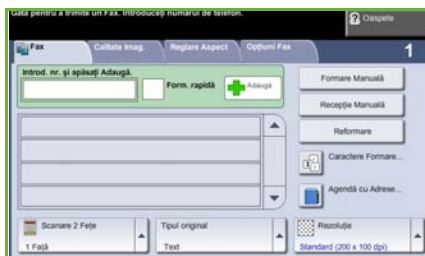 Gata pentru a trimite un Fax. Introduceți numărul de telefon.
Oaspete
Fax
Calitate Imag.
Reglare Aspect
Opțiuni Fax
1
Introd. nr. și apăsați Adaugă.
Form. rapidă
Adaugă
Formare Manuală
Recepție Manuală
Reformare
Caractere Formare...
Agendă cu Adrese...
Scanare 2 Fețe
1 Față
Tipul original
Text
Rezoluție
Standard (200 x 100 dpi)